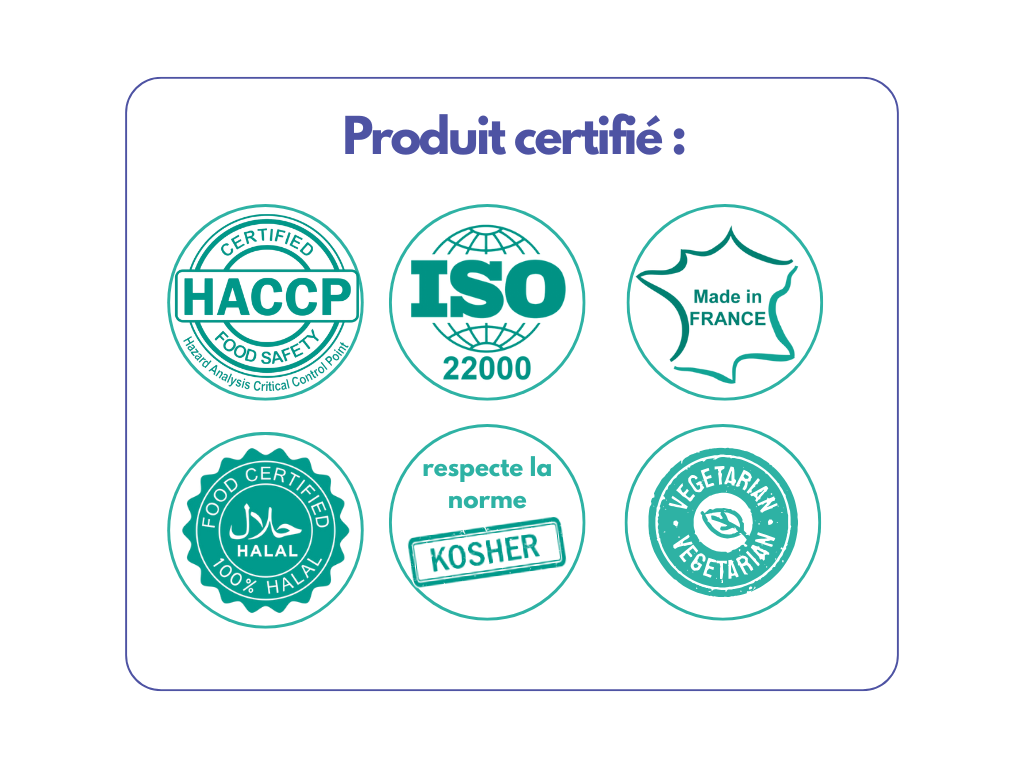 Produit certifié :
CERTIFIED
HACCP
FOOD SAFETY
Hazard Analysis Critical Control Point
ISO
22000
Made in
FRANCE
FOOD CERTIFIED
حلال
HALAL
100% HALAL
respecte la
norme
KOSHER
VEGETARIAN
VEGETARIAN